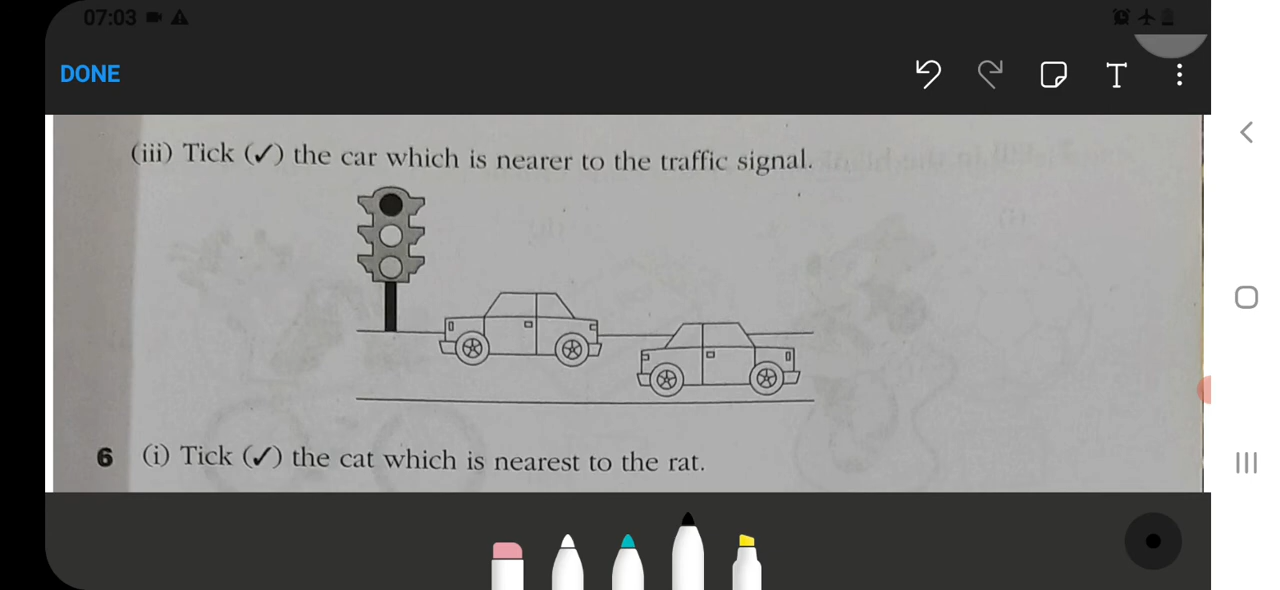 07:03
DONE
T
(iii) Tick (✓) the car which is nearer to the traffic signal.
6 (i) Tick (✓) the cat which is nearest to the rat.